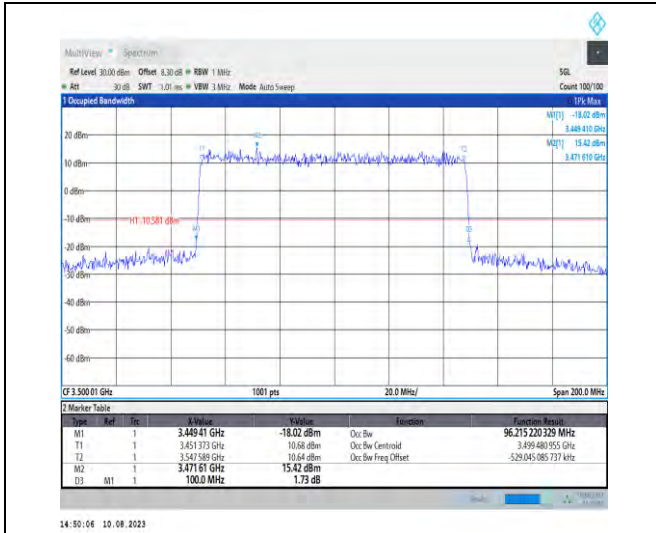 MultiView Spectrum
Ref Level 30.00 dBm Offset 8.30 dB RBW 1 MHz SGL
Att 30 dB SWT 1.01 ms VBW 3 MHz Mode Auto Sweep Count 100/100
1 Occupied Bandwidth 1Pk Max
M1[1] -18.02 dBm
3.449 410 GHz
M2[1] 15.42 dBm
3.471 610 GHz
20 dBm
T1 M2 T2
10 dBm
0 dBm
-10 dBm H1 -10.581 dBm
M1 D3
-20 dBm
-30 dBm
-40 dBm
-50 dBm
-60 dBm
CF 3.500 01 GHz 1001 pts 20.0 MHz/ Span 200.0 MHz
2 Marker Table
Type Ref Trc X-Value Y-Value Function Function Result
M1 1 3.449 41 GHz -18.02 dBm Occ Bw 96.215 220 329 MHz
T1 1 3.451 373 GHz 10.68 dBm Occ Bw Centroid 3.499 480 955 GHz
T2 1 3.547 589 GHz 10.64 dBm Occ Bw Freq Offset -529.045 085 737 kHz
M2 1 3.471 61 GHz 15.42 dBm
D3 M1 1 100.0 MHz 1.73 dB
14:50:06 10.08.2023